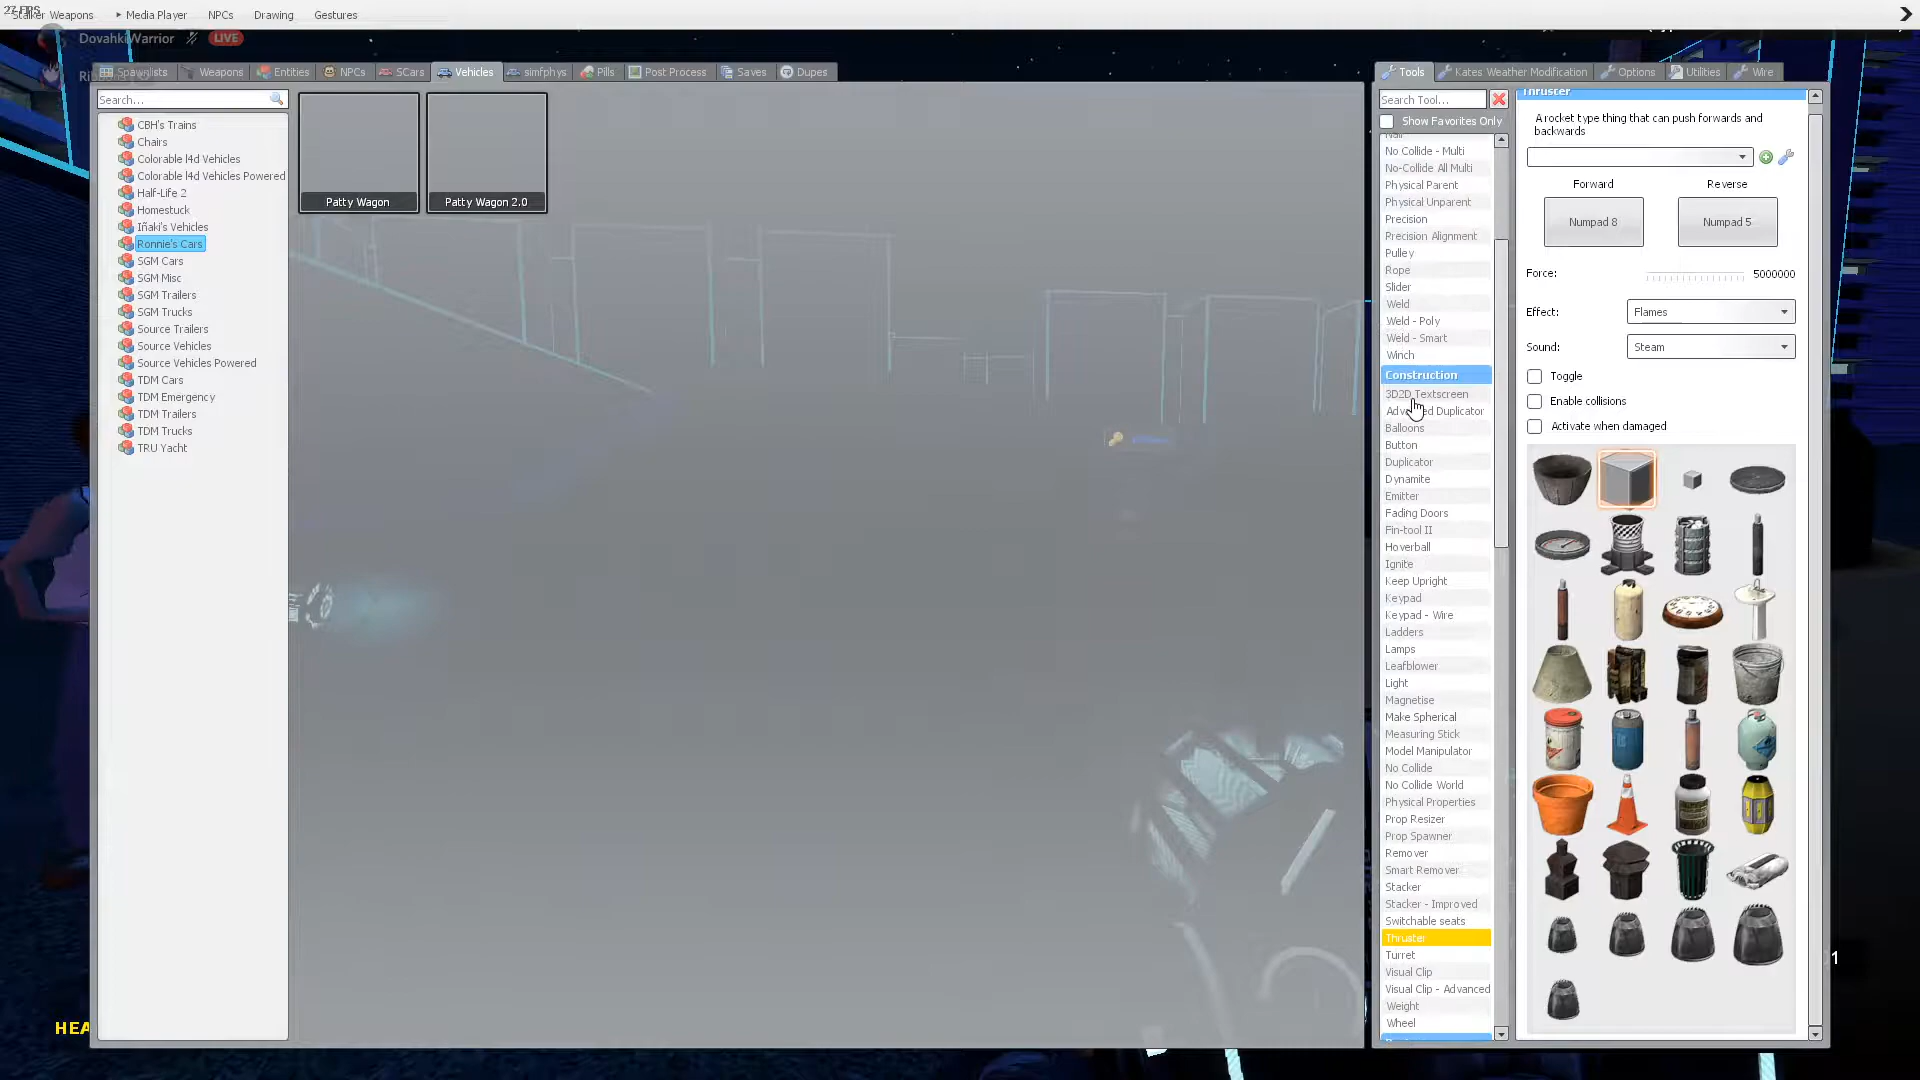 27 FPS
Stalker Weapons
Media Player
NPCs
Drawing
Gestures
DovahkiWarrior
LIVE
Spawnlists
Weapons
Entities
NPCs
SCars
Vehicles
simfphys
Pills
Post Process
Saves
Dupes
Search...
CBH's Trains
Chairs
Colorable l4d Vehicles
Colorable l4d Vehicles Powered
Half-Life 2
Homestuck
Iñaki's Vehicles
Ronnie's Cars
SGM Cars
SGM Misc
SGM Trailers
SGM Trucks
Source Trailers
Source Vehicles
Source Vehicles Powered
TDM Cars
TDM Emergency
TDM Trailers
TDM Trucks
TRU Yacht
Patty Wagon
Patty Wagon 2.0
Tools
Kates Weather Modification
Options
Utilities
Wire
Search Tool...
Show Favorites Only
Nail
No Collide - Multi
No-Collide All Multi
Physical Parent
Physical Unparent
Precision
Precision Alignment
Pulley
Rope
Slider
Weld
Weld - Poly
Weld - Smart
Winch
Construction
3D2D Textscreen
Advanced Duplicator
Balloons
Button
Duplicator
Dynamite
Emitter
Fading Doors
Fin-tool II
Hoverball
Ignite
Keep Upright
Keypad
Keypad - Wire
Ladders
Lamps
Leafblower
Light
Magnetise
Make Spherical
Measuring Stick
Model Manipulator
No Collide
No Collide World
Physical Properties
Prop Resizer
Prop Spawner
Remover
Smart Remover
Stacker
Stacker - Improved
Switchable seats
Thruster
Turret
Visual Clip
Visual Clip - Advanced
Weight
Wheel
Thruster
A rocket type thing that can push forwards and
backwards
Forward
Reverse
Numpad 8
Numpad 5
Force:
5000000
Effect:
Flames
Sound:
Steam
Toggle
Enable collisions
Activate when damaged
HEA
1